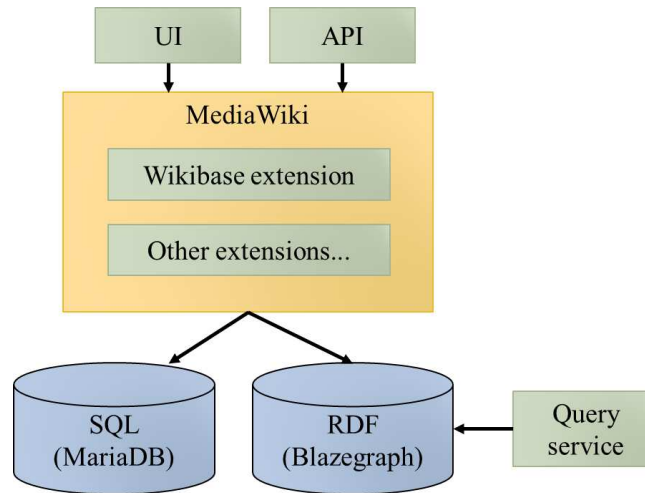 UI
API
MediaWiki
Wikibase extension
Other extensions...
SQL
(MariaDB)
RDF
(Blazegraph)
Query
service